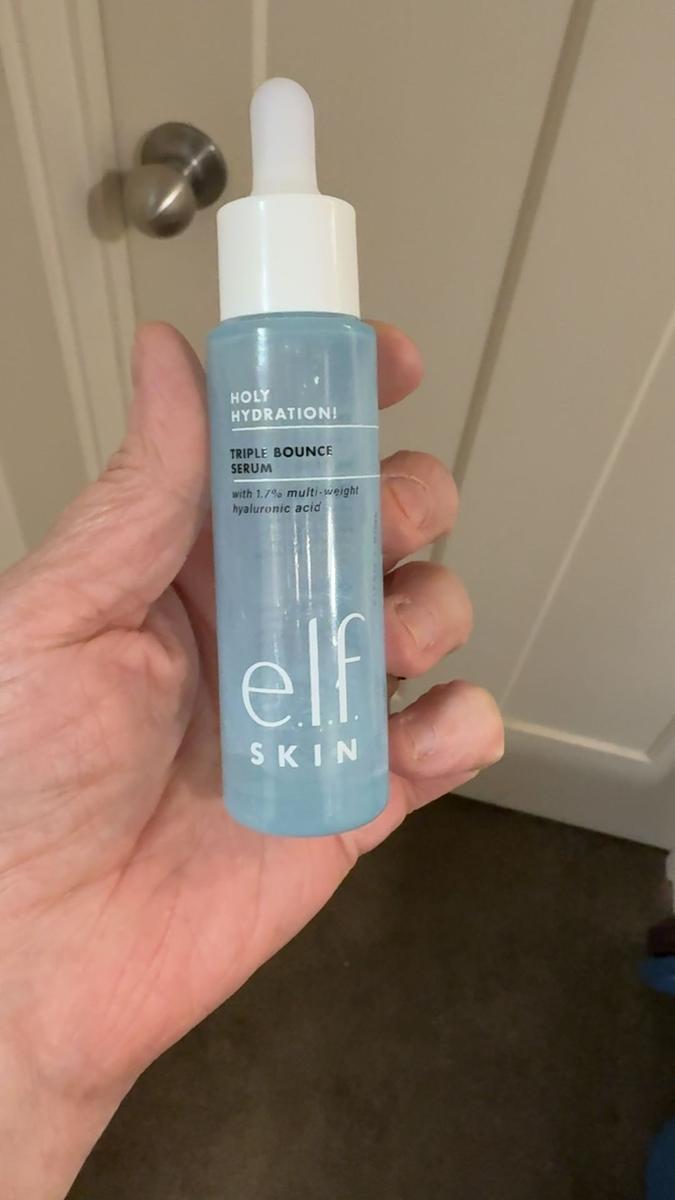 HOLY
HYDRATION!
TRIPLE BOUNCE
SERUM
with 1.7% multi-weight
hyaluronic acid
e.l.f.
SKIN